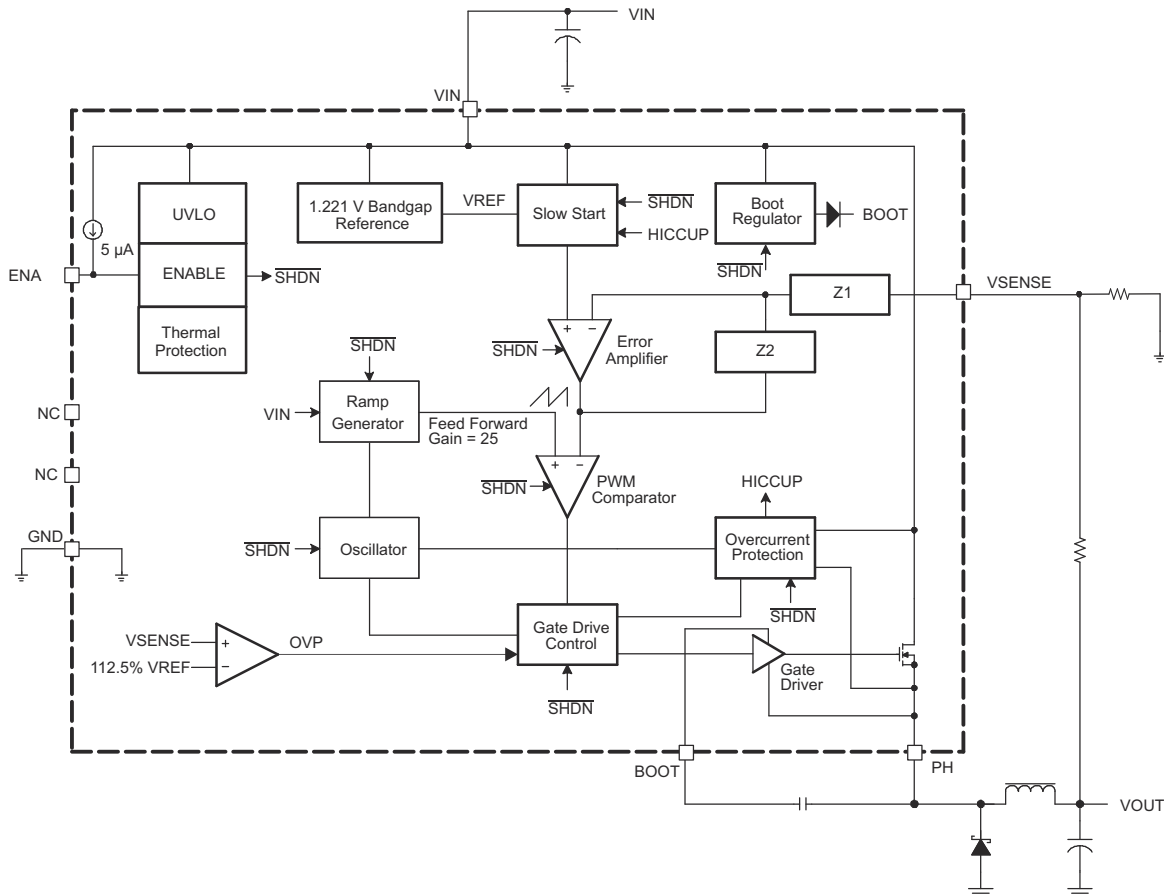 VIN
VIN
UVLO
1.221 V Bandgap
Reference
VREF
Slow Start
SHDN
HICCUP
Boot
Regulator
BOOT
5 µA
ENA
ENABLE
SHDN
SHDN
Z1
VSENSE
Thermal
Protection
SHDN
+
−
SHDN
Error
Amplifier
Z2
NC
VIN
Ramp
Generator
Feed Forward
Gain = 25
NC
+
−
SHDN
PWM
Comparator
HICCUP
GND
SHDN
Oscillator
Overcurrent
Protection
SHDN
VSENSE
+
112.5% VREF
−
OVP
Gate Drive
Control
SHDN
Gate
Driver
BOOT
PH
VOUT